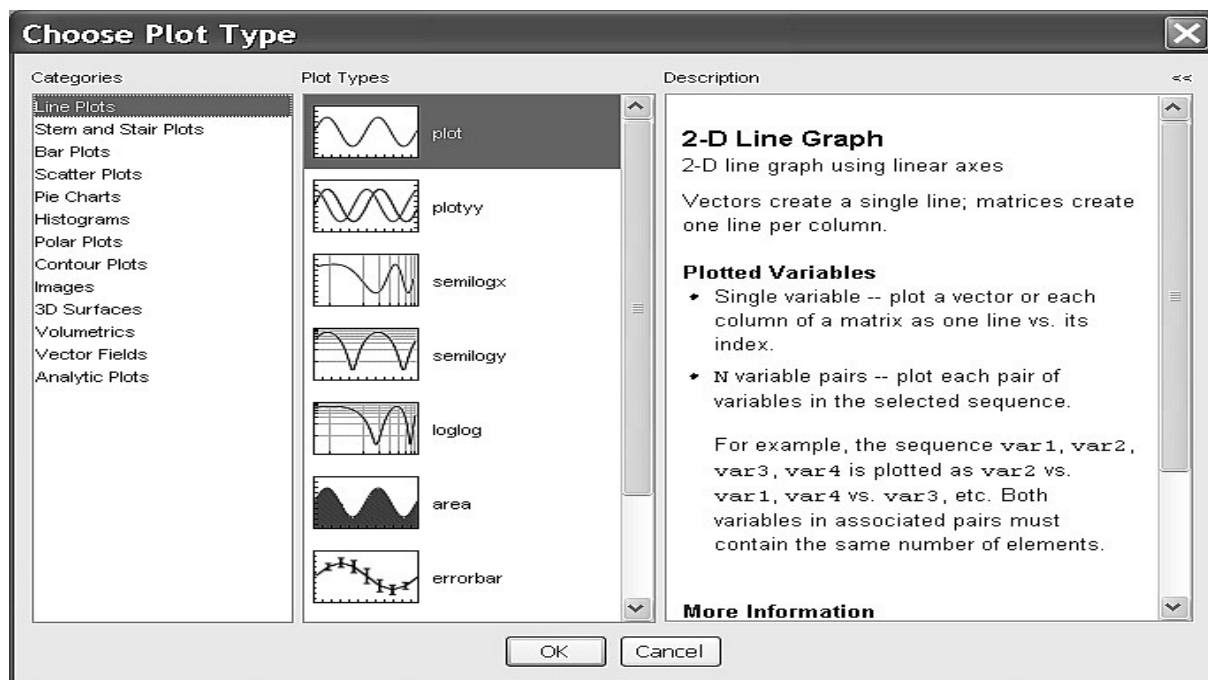 Choose Plot Type
Categories
Line Plots
Stem and Stair Plots
Bar Plots
Scatter Plots
Pie Charts
Histograms
Polar Plots
Contour Plots
Images
3D Surfaces
Volumetrics
Vector Fields
Analytic Plots
Plot Types
plot
plotyy
semilogx
semilogy
loglog
area
errorbar
Description <<
2-D Line Graph
2-D line graph using linear axes
Vectors create a single line; matrices create
one line per column.
Plotted Variables
• Single variable -- plot a vector or each
column of a matrix as one line vs. its
index.
• N variable pairs -- plot each pair of
variables in the selected sequence.
For example, the sequence var1, var2,
var3, var4 is plotted as var2 vs.
var1, var4 vs. var3, etc. Both
variables in associated pairs must
contain the same number of elements.
More Information
OK Cancel